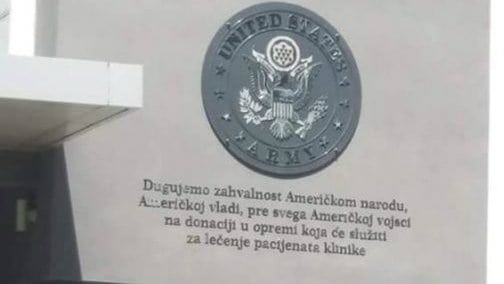 UNITED STATES
ARMY
Dugujemo zahvalnost Američkom narodu,
Američkoj vladi, pre svega Američkoj vojsci
na donaciji u opremi koja će služiti
za lečenje pacijenata klinike